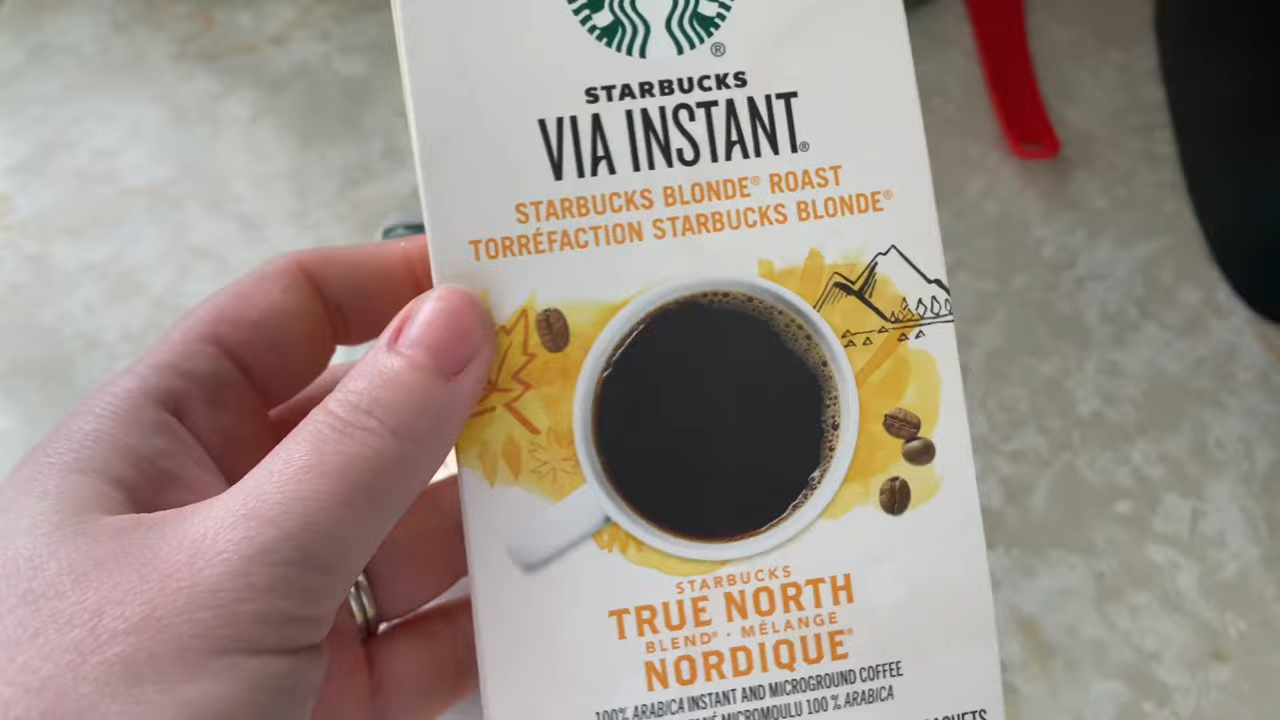 STARBUCKS
VIA INSTANT®
STARBUCKS BLONDE® ROAST
TORRÉFACTION STARBUCKS BLONDE®
STARBUCKS
TRUE NORTH
BLEND® · MÉLANGE
NORDIQUE®
100% ARABICA INSTANT AND MICROGROUND COFFEE
MICROMOULU 100 % ARABICA